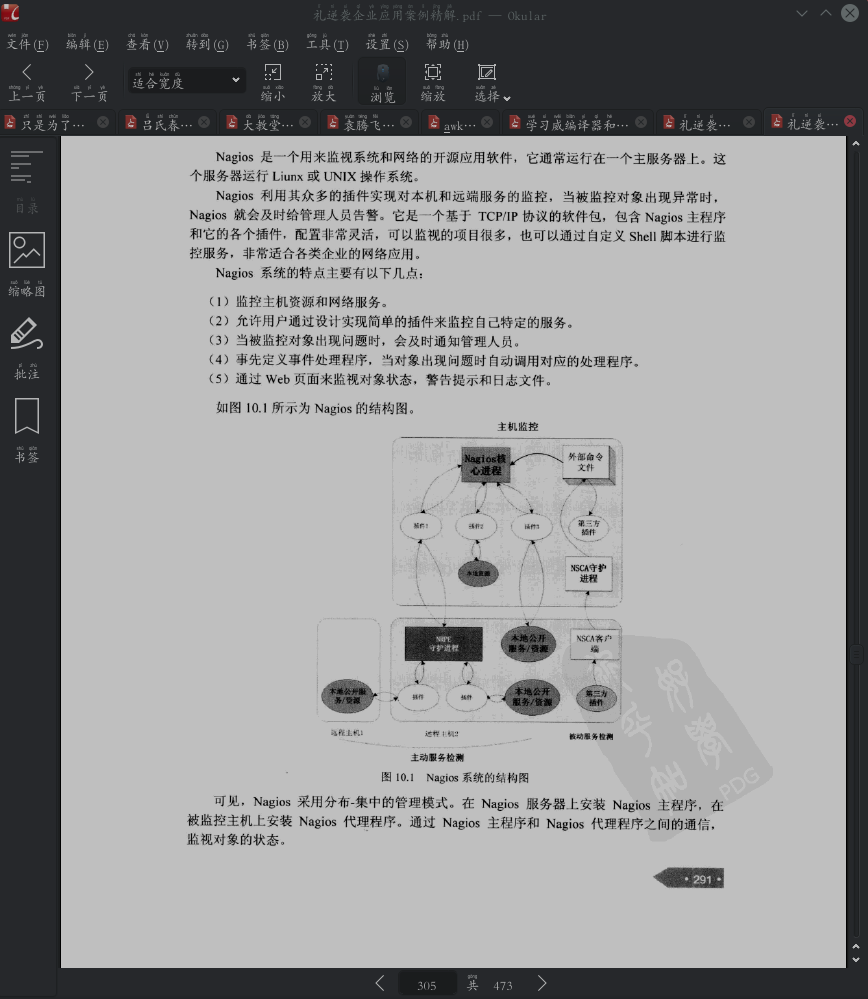 礼逆袭企业应用案例精解.pdf — Okular
文件(F) 编辑(E) 查看(V) 转到(G) 书签(B) 工具(T) 设置(S) 帮助(H)
上一页 下一页 适合宽度 缩小 放大 浏览 缩放 选择
只是为了… 吕氏春… 大教堂… 袁腾飞… awk… 学习威编译器和… 礼逆袭… 礼逆袭…
目录
缩略图
批注
书签
Nagios 是一个用来监视系统和网络的开源应用软件，它通常运行在一个主服务器上。这
个服务器运行 Liunx 或 UNIX 操作系统。
Nagios 利用其众多的插件实现对本机和远端服务的监控，当被监控对象出现异常时，
Nagios 就会及时给管理人员告警。它是一个基于 TCP/IP 协议的软件包，包含 Nagios 主程序
和它的各个插件，配置非常灵活，可以监视的项目很多，也可以通过自定义 Shell 脚本进行监
控服务，非常适合各类企业的网络应用。
Nagios 系统的特点主要有以下几点：
（1）监控主机资源和网络服务。
（2）允许用户通过设计实现简单的插件来监控自己特定的服务。
（3）当被监控对象出现问题时，会及时通知管理人员。
（4）事先定义事件处理程序，当对象出现问题时自动调用对应的处理程序。
（5）通过 Web 页面来监视对象状态，警告提示和日志文件。
如图 10.1 所示为 Nagios 的结构图。
主机监控
Nagios核
心进程
外部命令
文件
插件1 插件2 插件3
第三方
插件
本地资源
NSCA守护
进程
NRPE
守护进程
本地公开
服务/资源
NSCA客户
端
本地公开服
务/资源
插件 插件
本地公开
服务/资源
第三方
插件
远程主机1 远程主机2 被动服务检测
主动服务检测
图 10.1 Nagios 系统的结构图
可见，Nagios 采用分布-集中的管理模式。在 Nagios 服务器上安装 Nagios 主程序，在
被监控主机上安装 Nagios 代理程序。通过 Nagios 主程序和 Nagios 代理程序之间的通信，
监视对象的状态。
PDG
• 291 •
305 共 473